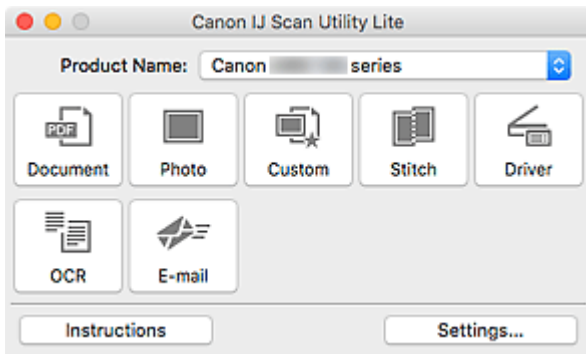 Canon IJ Scan Utility Lite
Product Name: Canon series
PDF
Document Photo Custom Stitch Driver
OCR E-mail
Instructions Settings...